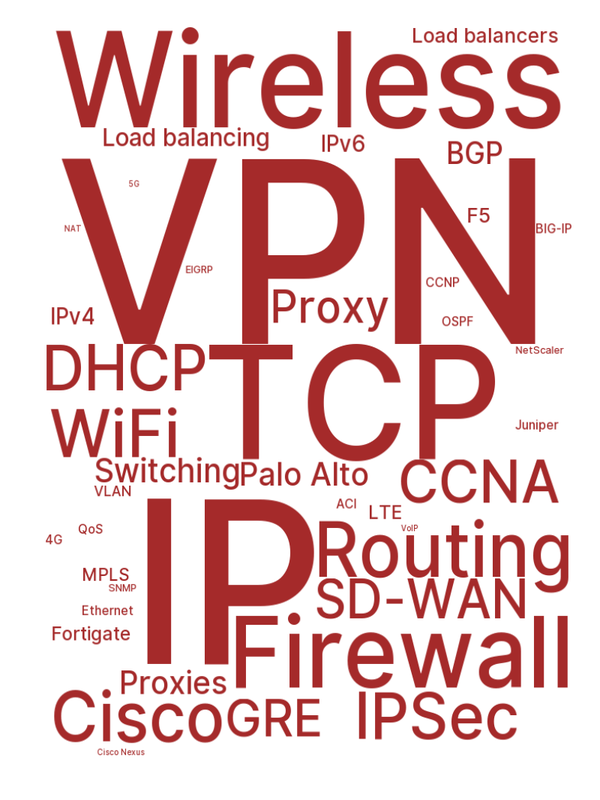 Load balancers
Wireless
Load balancing
IPv6
BGP
VPN
5G
F5
NAT
BIG-IP
EIGRP
CCNP
Proxy
IPv4
OSPF
NetScaler
DHCP
TCP
WiFi
Juniper
Switching
Palo Alto
CCNA
VLAN
ACI
LTE
VoIP
QoS
4G
IP
Routing
MPLS
SNMP
SD-WAN
Ethernet
Fortigate
Firewall
Proxies
Cisco
GRE
IPSec
Cisco Nexus